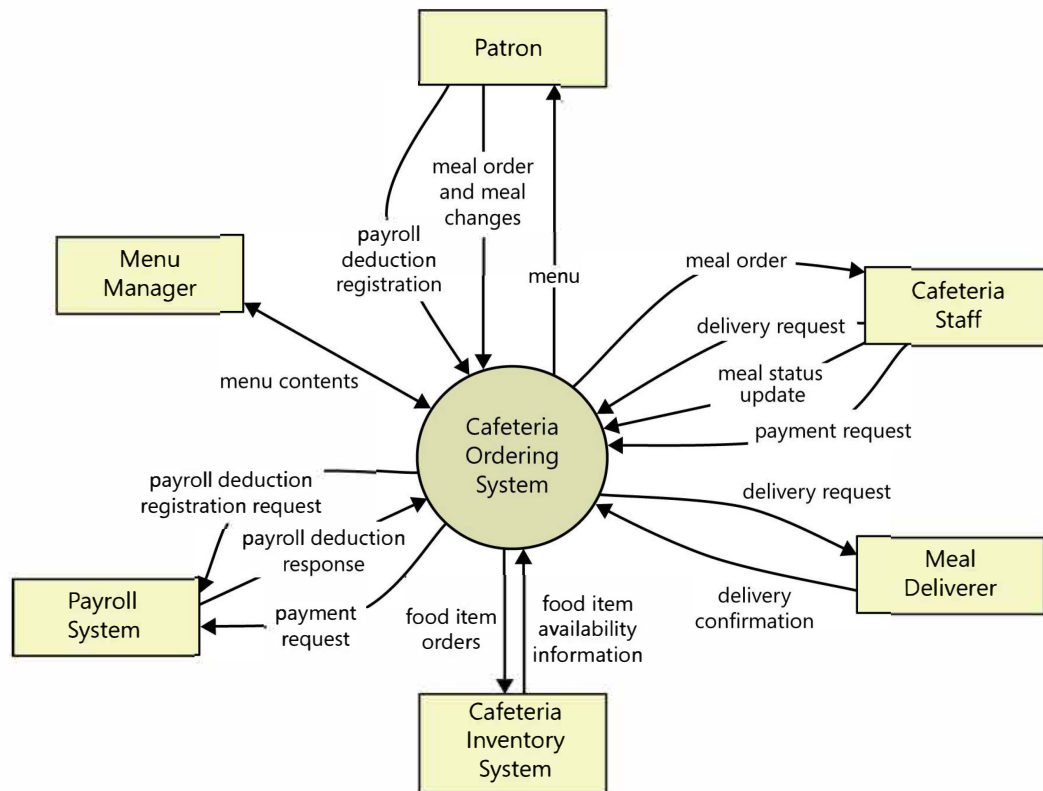 Patron
meal order
and meal
changes
payroll
deduction
registration
menu
Menu
Manager
menu contents
meal order
Cafeteria
Staff
delivery request
meal status
update
payment request
Cafeteria
Ordering
System
payroll deduction
registration request
payroll deduction
response
payment
request
Payroll
System
delivery request
Meal
Deliverer
delivery
confirmation
food item
orders
food item
availability
information
Cafeteria
Inventory
System